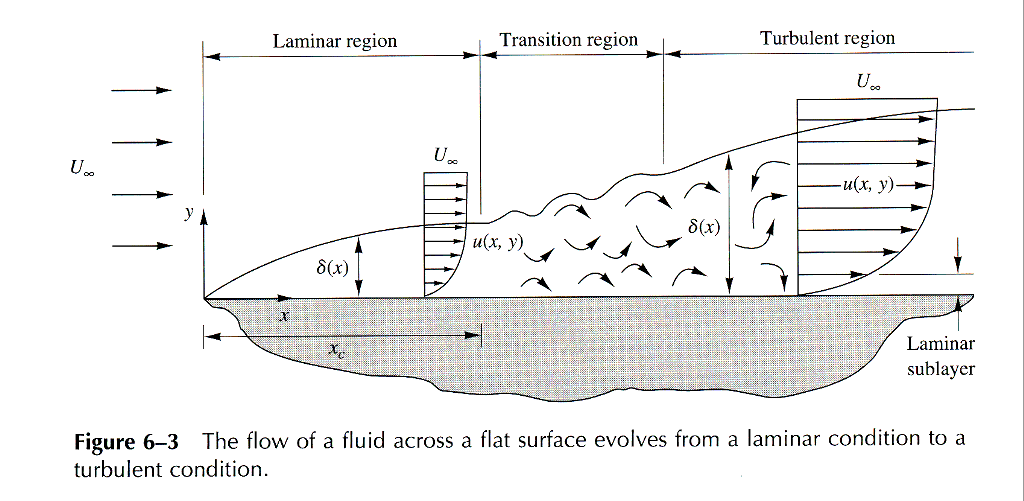 Laminar region
Transition region
Turbulent region
U∞
U∞
U∞
y
u(x, y)
δ(x)
δ(x)
u(x, y)
x
x_c
Laminar
sublayer
Figure 6–3 The flow of a fluid across a flat surface evolves from a laminar condition to a
turbulent condition.